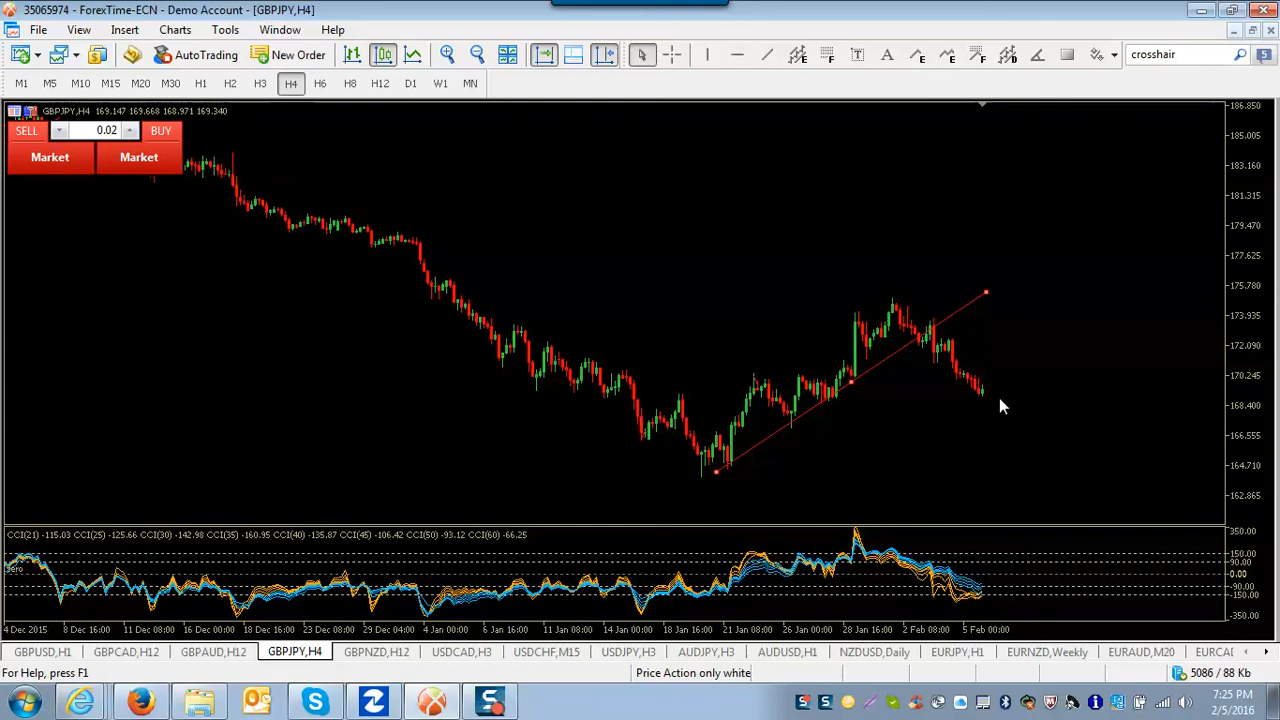 35065974 - ForexTime-ECN - Demo Account - [GBPJPY,H4]
File View Insert Charts Tools Window Help
AutoTrading New Order crosshair 5
M1 M5 M10 M15 M20 M30 H1 H2 H3 H4 H6 H8 H12 D1 W1 MN
GBPJPY,H4 169.147 169.668 168.971 169.340
SELL 0.02 BUY
Market Market
186.850
185.005
183.160
181.315
179.470
177.625
175.780
173.935
172.090
170.245
168.400
166.555
164.710
162.865
CCI(21) -115.03 CCI(25) -125.66 CCI(30) -142.98 CCI(35) -160.95 CCI(40) -135.87 CCI(45) -106.42 CCI(50) -93.12 CCI(60) -66.25
350.00
150.00
90.00
zero 0.00
-90.00
-150.00
-350.00
4 Dec 2015 8 Dec 16:00 11 Dec 08:00 16 Dec 00:00 18 Dec 16:00 23 Dec 08:00 29 Dec 04:00 4 Jan 00:00 6 Jan 16:00 11 Jan 08:00 14 Jan 00:00 18 Jan 16:00 21 Jan 08:00 26 Jan 00:00 28 Jan 16:00 2 Feb 08:00 5 Feb 00:00
GBPUSD,H1 GBPCAD,H12 GBPAUD,H12 GBPJPY,H4 GBPNZD,H12 USDCAD,H3 USDCHF,M15 USDJPY,H3 AUDJPY,H3 AUDUSD,H1 NZDUSD,Daily EURJPY,H1 EURNZD,Weekly EURAUD,M20 EURCAI
For Help, press F1 Price Action only white 5086 / 88 Kb
7:25 PM
2/5/2016